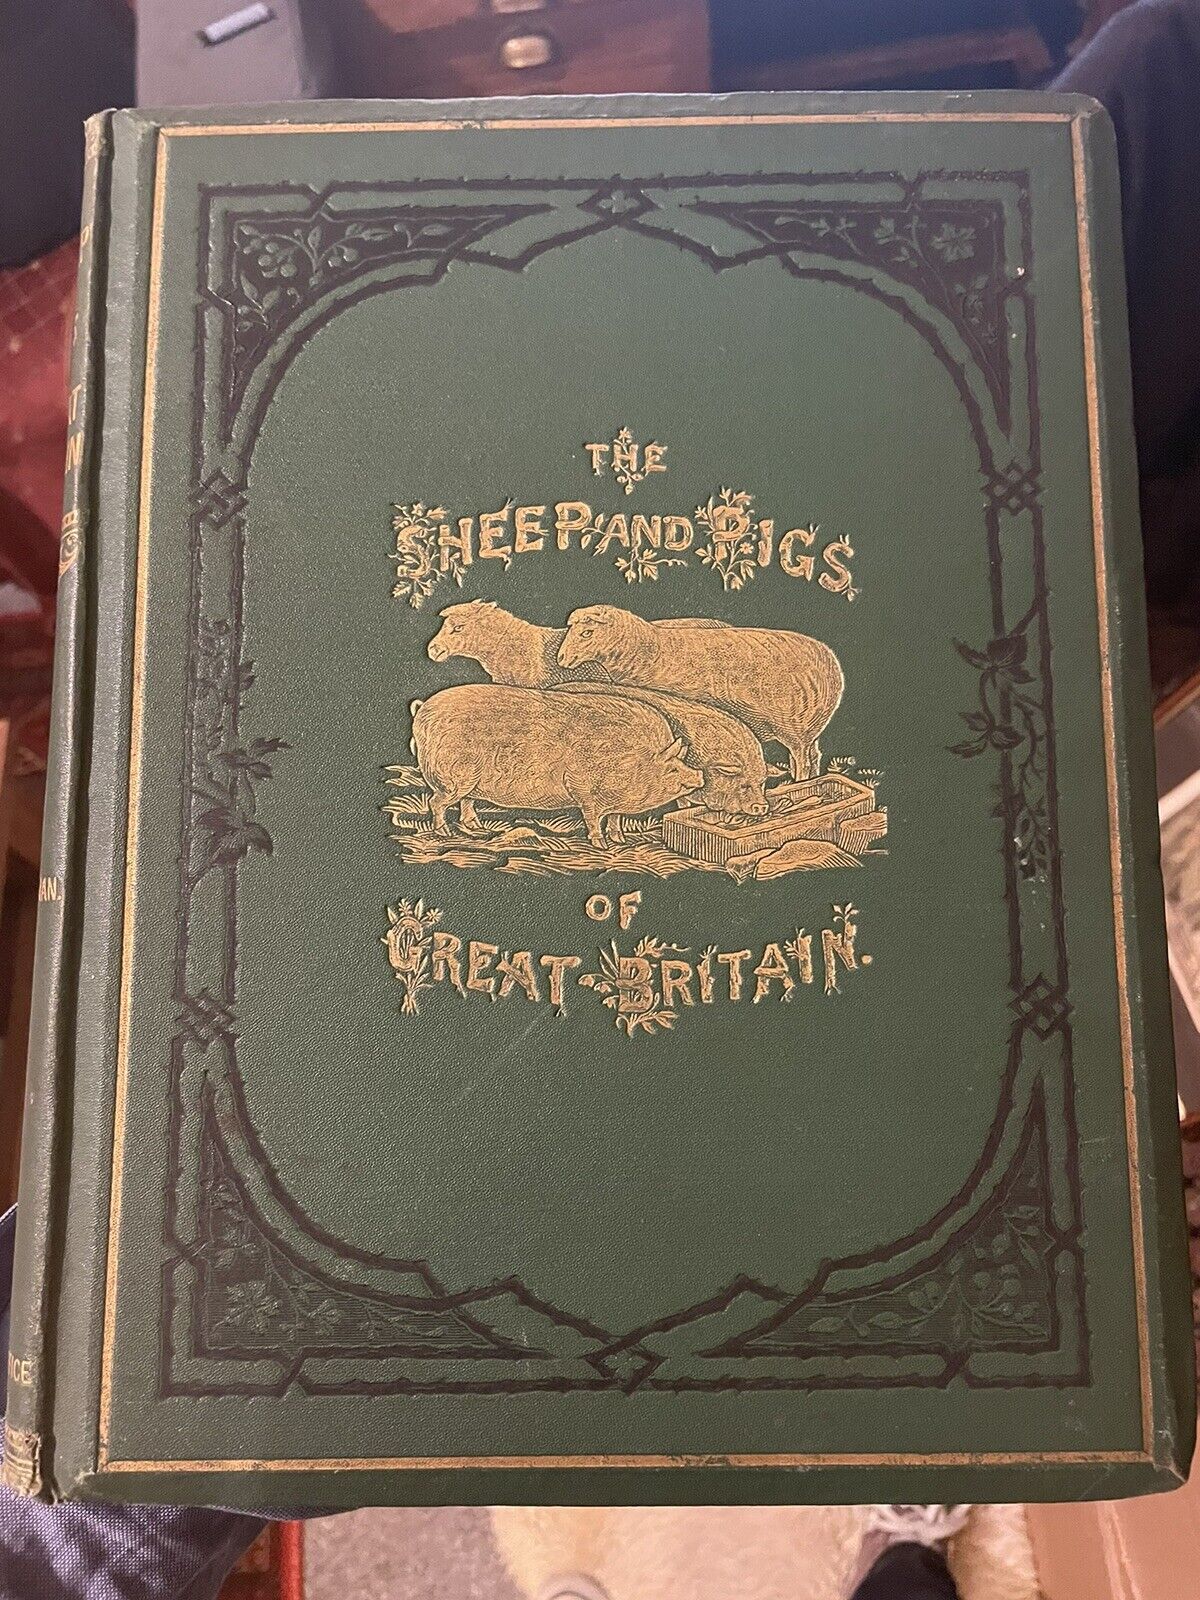 THE
SHEEP AND PIGS
OF
GREAT-BRITAIN.